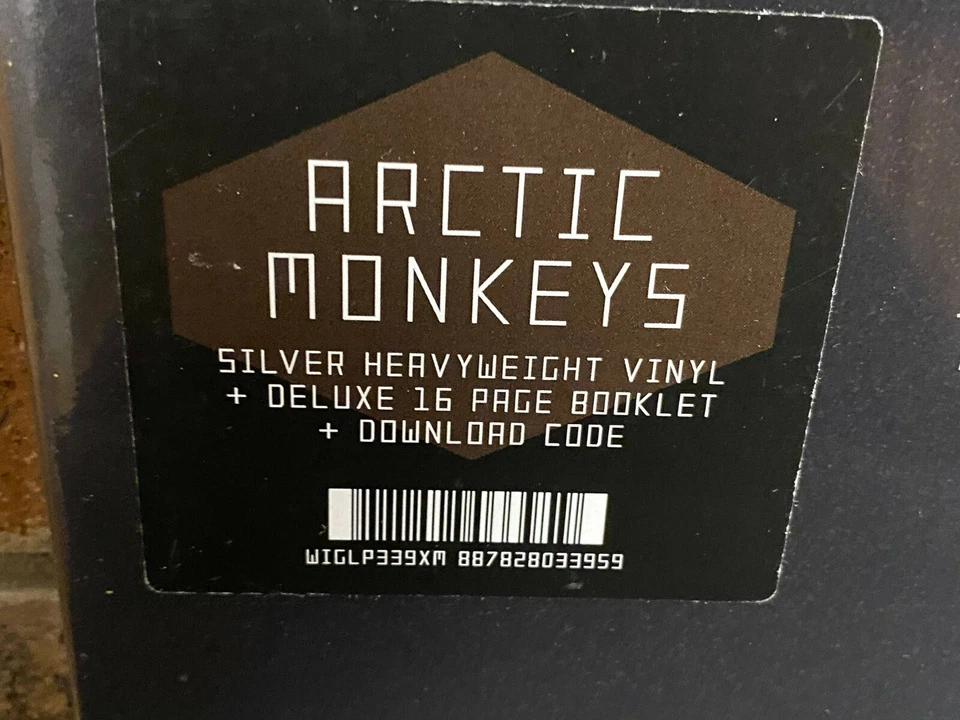 ARCTIC
MONKEYS
SILVER HEAVYWEIGHT VINYL
+ DELUXE 16 PAGE BOOKLET
+ DOWNLOAD CODE
WIGLP339XM 887828033959